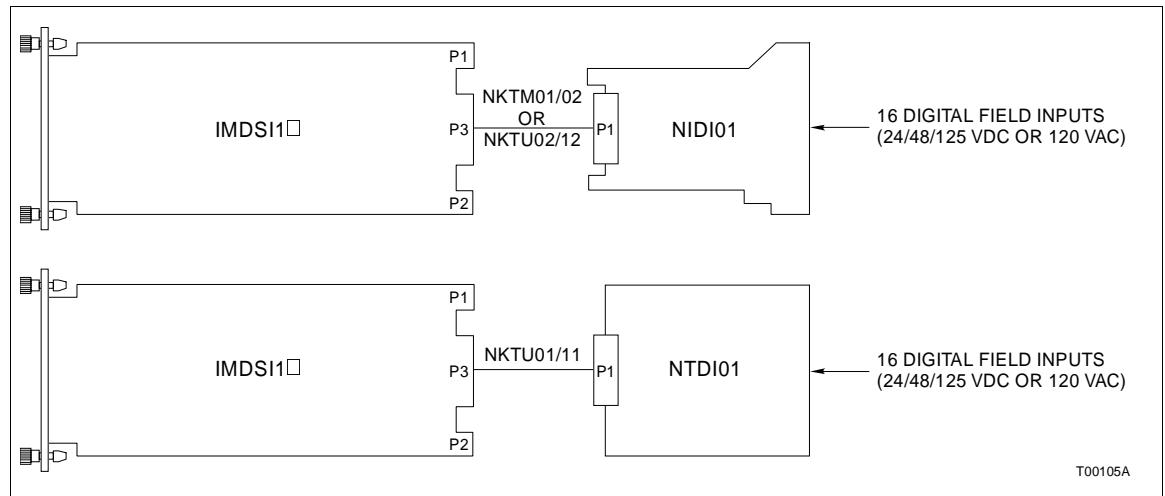 P1
IMDSI1□
P3
P2
NKTM01/02
OR
NKTU02/12
P1
NIDI01
16 DIGITAL FIELD INPUTS
(24/48/125 VDC OR 120 VAC)
P1
IMDSI1□
P3
P2
NKTU01/11
P1
NTDI01
16 DIGITAL FIELD INPUTS
(24/48/125 VDC OR 120 VAC)
T00105A